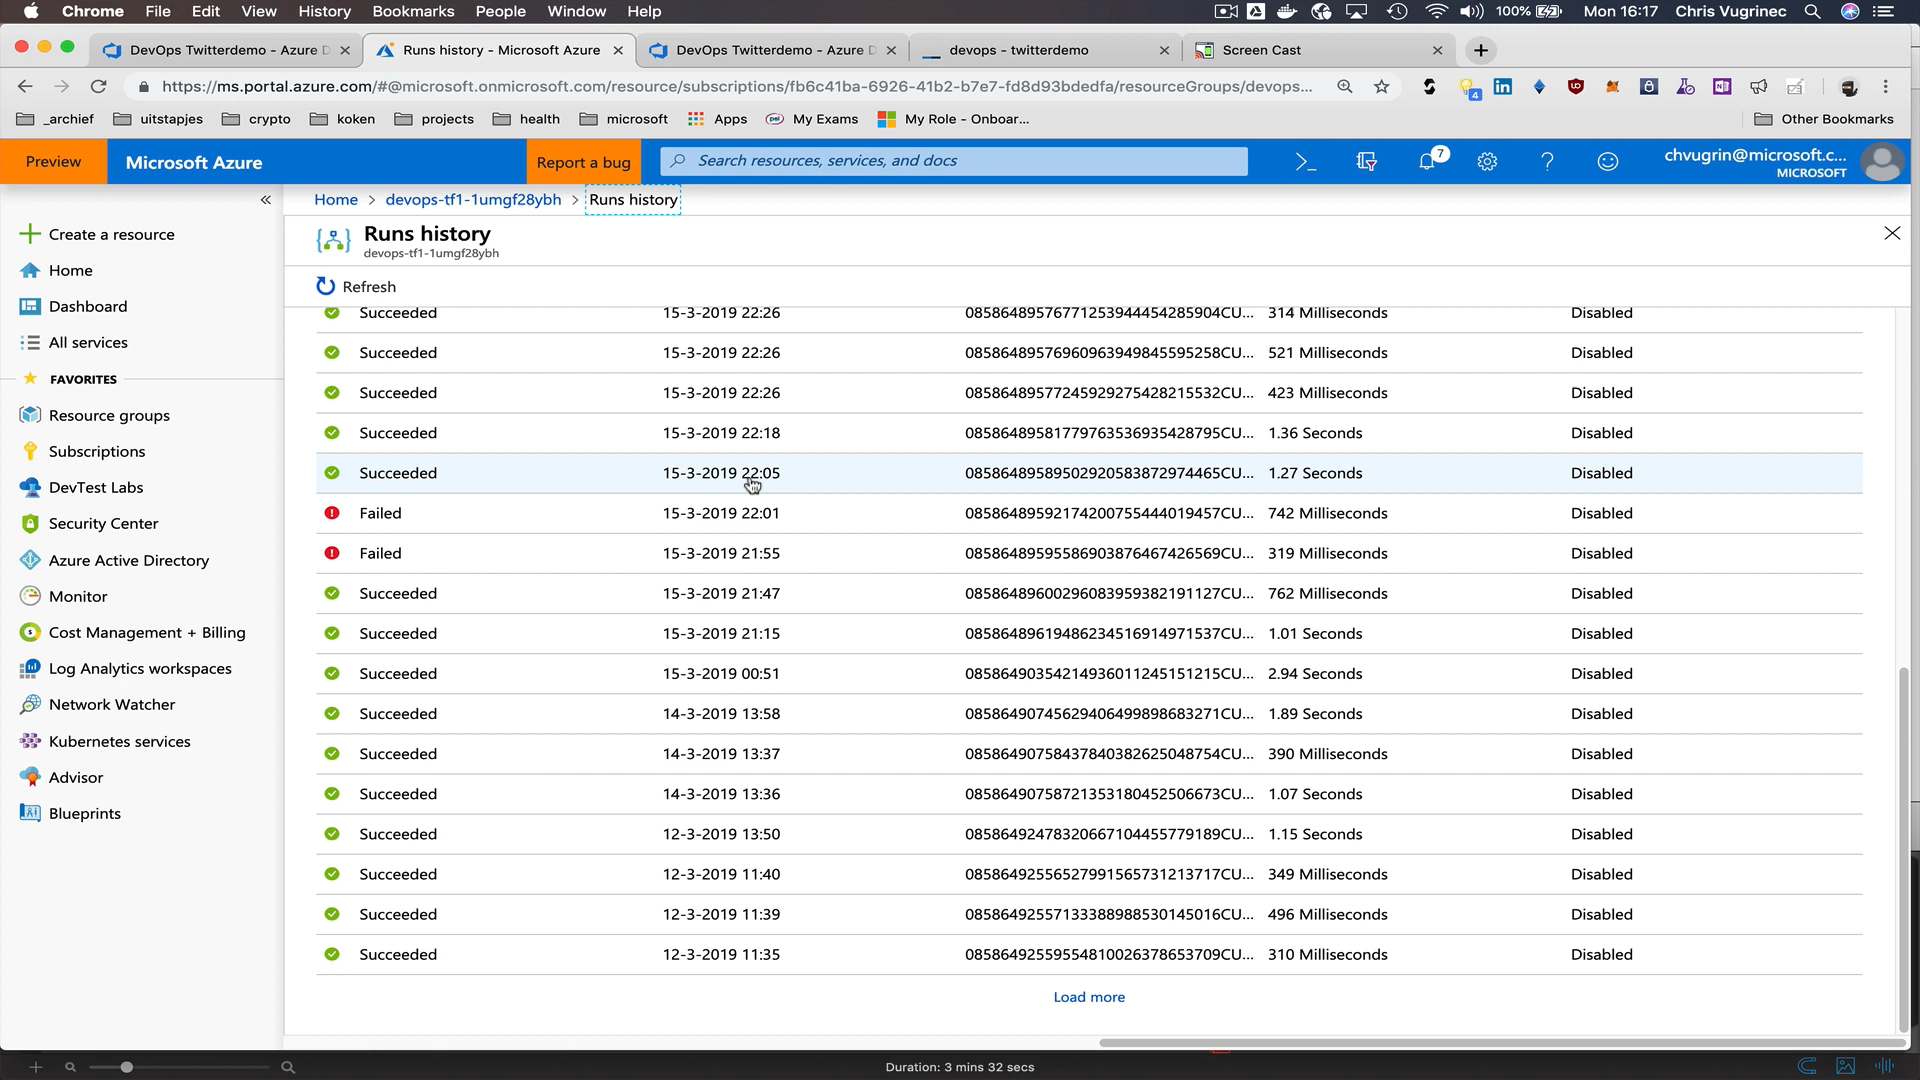 Chrome File Edit View History Bookmarks People Window Help 100% Mon 16:17 Chris Vugrinec
DevOps Twitterdemo - Azure D Runs history - Microsoft Azure DevOps Twitterdemo - Azure D devops - twitterdemo Screen Cast
https://ms.portal.azure.com/#@microsoft.onmicrosoft.com/resource/subscriptions/fb6c41ba-6926-41b2-b7e7-fd8d93bdedfa/resourceGroups/devops... 4
_archief uitstapjes crypto koken projects health microsoft Apps My Exams My Role - Onboar... Other Bookmarks
Preview Microsoft Azure Report a bug Search resources, services, and docs 7 chvugrin@microsoft.c...
MICROSOFT
Home > devops-tf1-1umgf28ybh > Runs history
Runs history
devops-tf1-1umgf28ybh
Refresh
Create a resource
Home
Dashboard
All services
FAVORITES
Resource groups
Subscriptions
DevTest Labs
Security Center
Azure Active Directory
Monitor
Cost Management + Billing
Log Analytics workspaces
Network Watcher
Kubernetes services
Advisor
Blueprints
Succeeded 15-3-2019 22:26 08586489576771253944454285904CU... 314 Milliseconds Disabled
Succeeded 15-3-2019 22:26 08586489576960963949845595258CU... 521 Milliseconds Disabled
Succeeded 15-3-2019 22:26 08586489577245929275428215532CU... 423 Milliseconds Disabled
Succeeded 15-3-2019 22:18 08586489581779763536935428795CU... 1.36 Seconds Disabled
Succeeded 15-3-2019 22:05 08586489589502920583872974465CU... 1.27 Seconds Disabled
Failed 15-3-2019 22:01 08586489592174200755444019457CU... 742 Milliseconds Disabled
Failed 15-3-2019 21:55 08586489595586903876467426569CU... 319 Milliseconds Disabled
Succeeded 15-3-2019 21:47 08586489600296083959382191127CU... 762 Milliseconds Disabled
Succeeded 15-3-2019 21:15 08586489619486234516914971537CU... 1.01 Seconds Disabled
Succeeded 15-3-2019 00:51 08586490354214936011245151215CU... 2.94 Seconds Disabled
Succeeded 14-3-2019 13:58 08586490745629406499898683271CU... 1.89 Seconds Disabled
Succeeded 14-3-2019 13:37 08586490758437840382625048754CU... 390 Milliseconds Disabled
Succeeded 14-3-2019 13:36 08586490758721353180452506673CU... 1.07 Seconds Disabled
Succeeded 12-3-2019 13:50 08586492478320667104455779189CU... 1.15 Seconds Disabled
Succeeded 12-3-2019 11:40 08586492556527991565731213717CU... 349 Milliseconds Disabled
Succeeded 12-3-2019 11:39 08586492557133388988530145016CU... 496 Milliseconds Disabled
Succeeded 12-3-2019 11:35 08586492559554810026378653709CU... 310 Milliseconds Disabled
Load more
Duration: 3 mins 32 secs